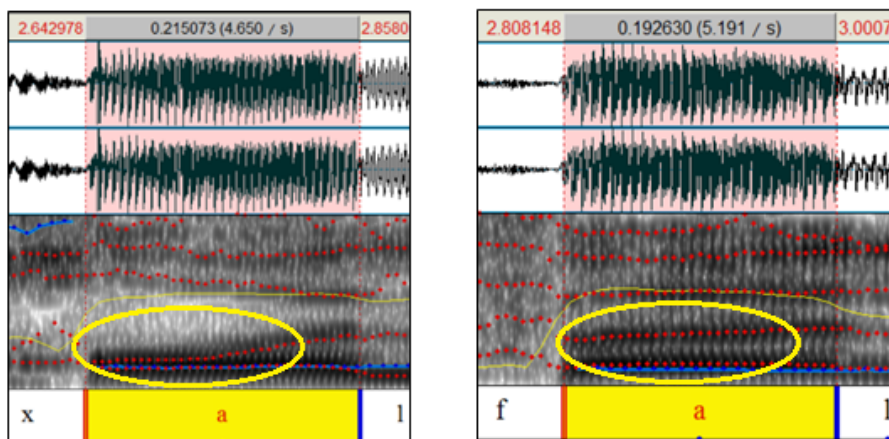 2.642978 0.215073 (4.650 / s) 2.8580
x a l
2.808148 0.192630 (5.191 / s) 3.0007
f a l